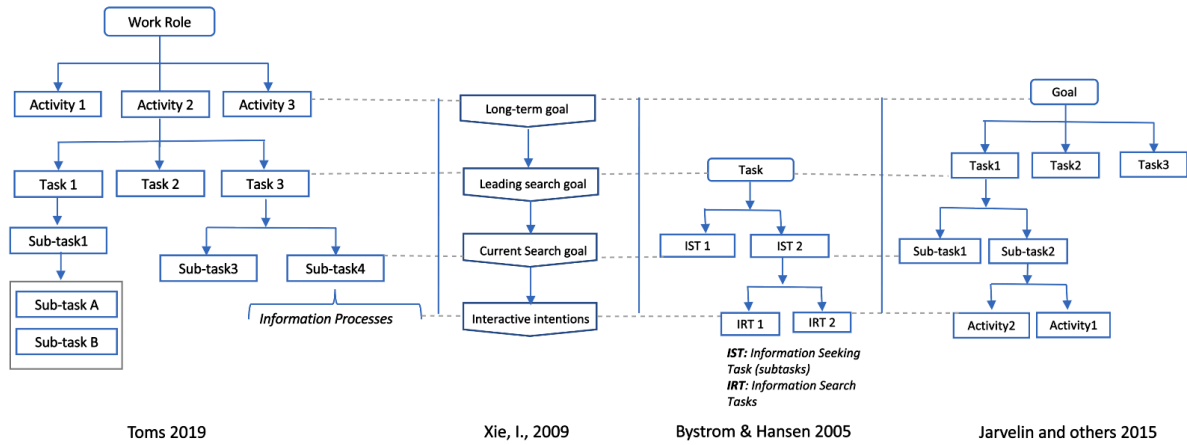 Work Role
Activity 1
Activity 2
Activity 3
Task 1
Task 2
Task 3
Sub-task1
Sub-task3
Sub-task4
Sub-task A
Sub-task B
Information Processes
Toms 2019
Long-term goal
Leading search goal
Current Search goal
Interactive intentions
Xie, I., 2009
Task
IST 1
IST 2
IRT 1
IRT 2
IST: Information Seeking
Task (subtasks)
IRT: Information Search
Tasks
Bystrom & Hansen 2005
Goal
Task1
Task2
Task3
Sub-task1
Sub-task2
Activity2
Activity1
Jarvelin and others 2015